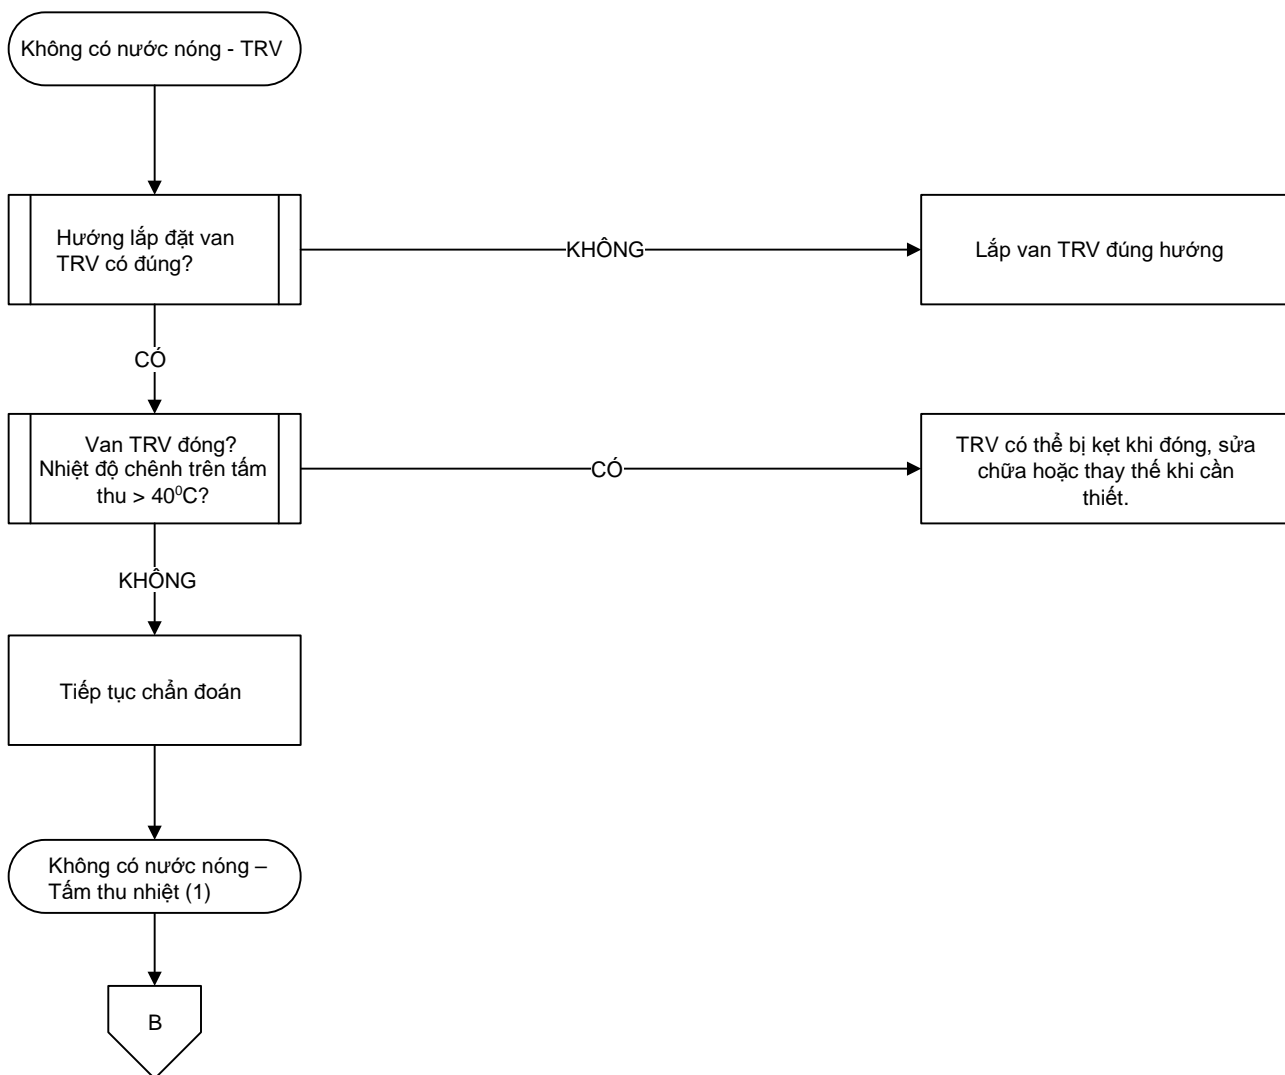 Không có nước nóng - TRV
Hướng lắp đặt van
TRV có đúng?
KHÔNG
Lắp van TRV đúng hướng
CÓ
Van TRV đóng?
Nhiệt độ chênh trên tấm
thu > 40⁰C?
CÓ
TRV có thể bị kẹt khi đóng, sửa
chữa hoặc thay thế khi cần
thiết.
KHÔNG
Tiếp tục chẩn đoán
Không có nước nóng –
Tấm thu nhiệt (1)
B